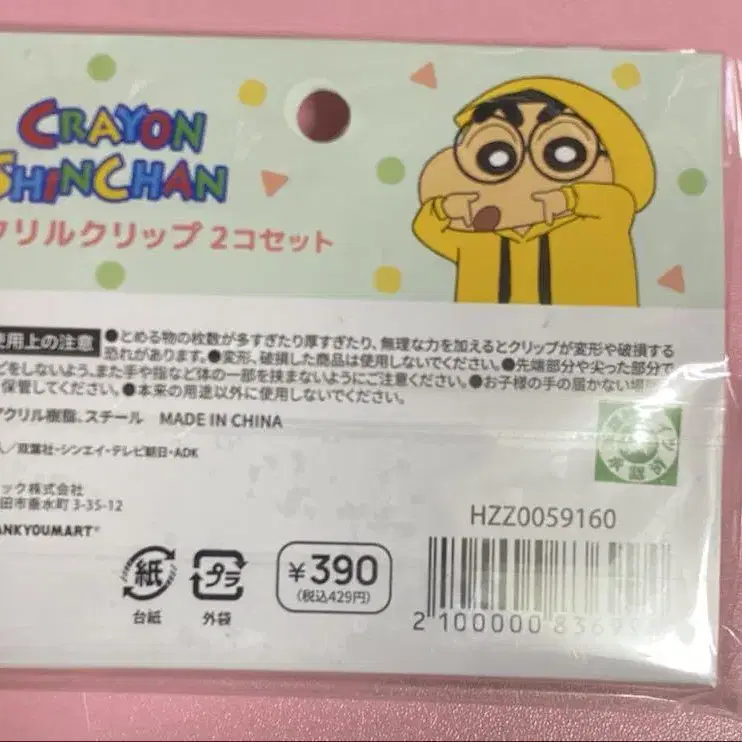 CRAYON
SHINCHAN
クリルクリップ 2コセット
使用上の注意
●とめる物の枚数が多すぎたり厚すぎたり、無理な力を加えるとクリップが変形や破損する
恐れがあります。●変形、破損した商品は使用しないでください。●先端部分や尖った部分で
をしないよう、また手や指など体の一部を挟まないようにご注意ください。●お子様の手の届かない場所
保管してください。●本来の用途以外に使用しないでください。
アクリル樹脂、スチール MADE IN CHINA
人/双葉社・シンエイ・テレビ朝日・ADK
ック株式会社
田市垂水町 3-35-12
ANKYOUMART®
HZZ0059160
紙
台紙
プラ
外袋
¥390
(税込429円)
2 100000 8369